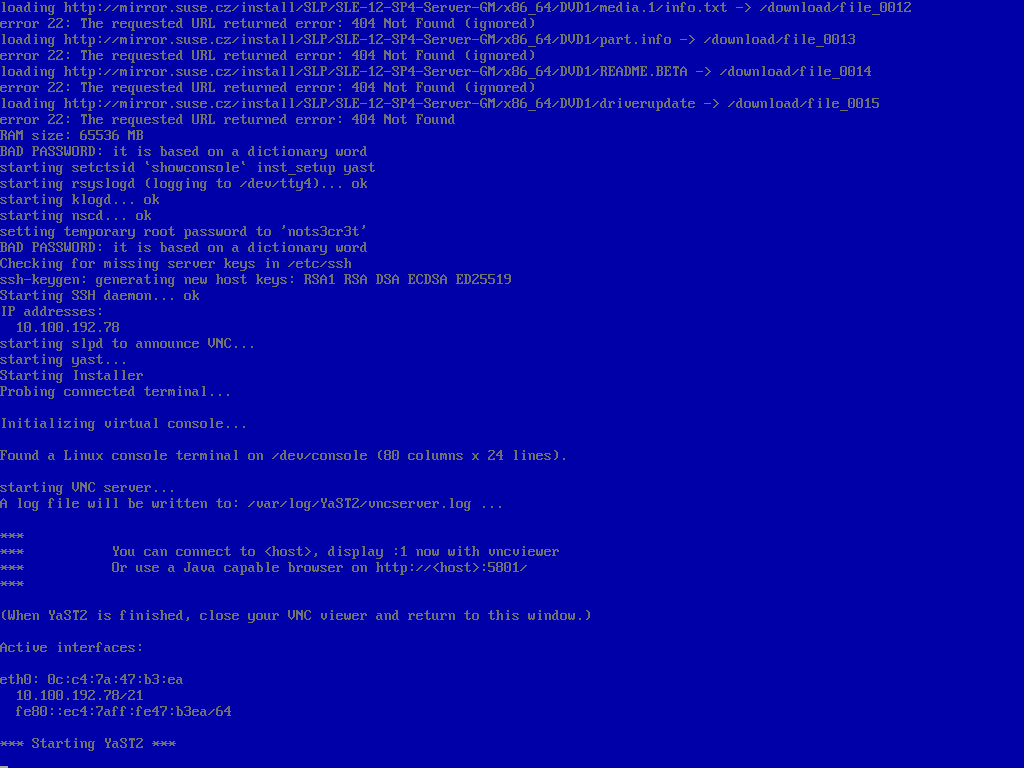 loading http://mirror.suse.cz/install/SLP/SLE-12-SP4-Server-GM/x86_64/DVD1/media.1/info.txt -> /download/file_0012
error 22: The requested URL returned error: 404 Not Found (ignored)
loading http://mirror.suse.cz/install/SLP/SLE-12-SP4-Server-GM/x86_64/DVD1/part.info -> /download/file_0013
error 22: The requested URL returned error: 404 Not Found (ignored)
loading http://mirror.suse.cz/install/SLP/SLE-12-SP4-Server-GM/x86_64/DVD1/README.BETA -> /download/file_0014
error 22: The requested URL returned error: 404 Not Found (ignored)
loading http://mirror.suse.cz/install/SLP/SLE-12-SP4-Server-GM/x86_64/DVD1/driverupdate -> /download/file_0015
error 22: The requested URL returned error: 404 Not Found
RAM size: 65536 MB
BAD PASSWORD: it is based on a dictionary word
starting setctsid `showconsole` inst_setup yast
starting rsyslogd (logging to /dev/tty4)... ok
starting klogd... ok
starting nscd... ok
setting temporary root password to 'nots3cr3t'
BAD PASSWORD: it is based on a dictionary word
Checking for missing server keys in /etc/ssh
ssh-keygen: generating new host keys: RSA1 RSA DSA ECDSA ED25519
Starting SSH daemon... ok
IP addresses:
  10.100.192.78
starting slpd to announce VNC...
starting yast...
Starting Installer
Probing connected terminal...

Initializing virtual console...

Found a Linux console terminal on /dev/console (80 columns x 24 lines).

starting VNC server...
A log file will be written to: /var/log/YaST2/vncserver.log ...

***
***           You can connect to <host>, display :1 now with vncviewer
***           Or use a Java capable browser on http://<host>:5801/
***

(When YaST2 is finished, close your VNC viewer and return to this window.)

Active interfaces:

eth0: 0c:c4:7a:47:b3:ea
  10.100.192.78/21
  fe80::ec4:7aff:fe47:b3ea/64

*** Starting YaST2 ***